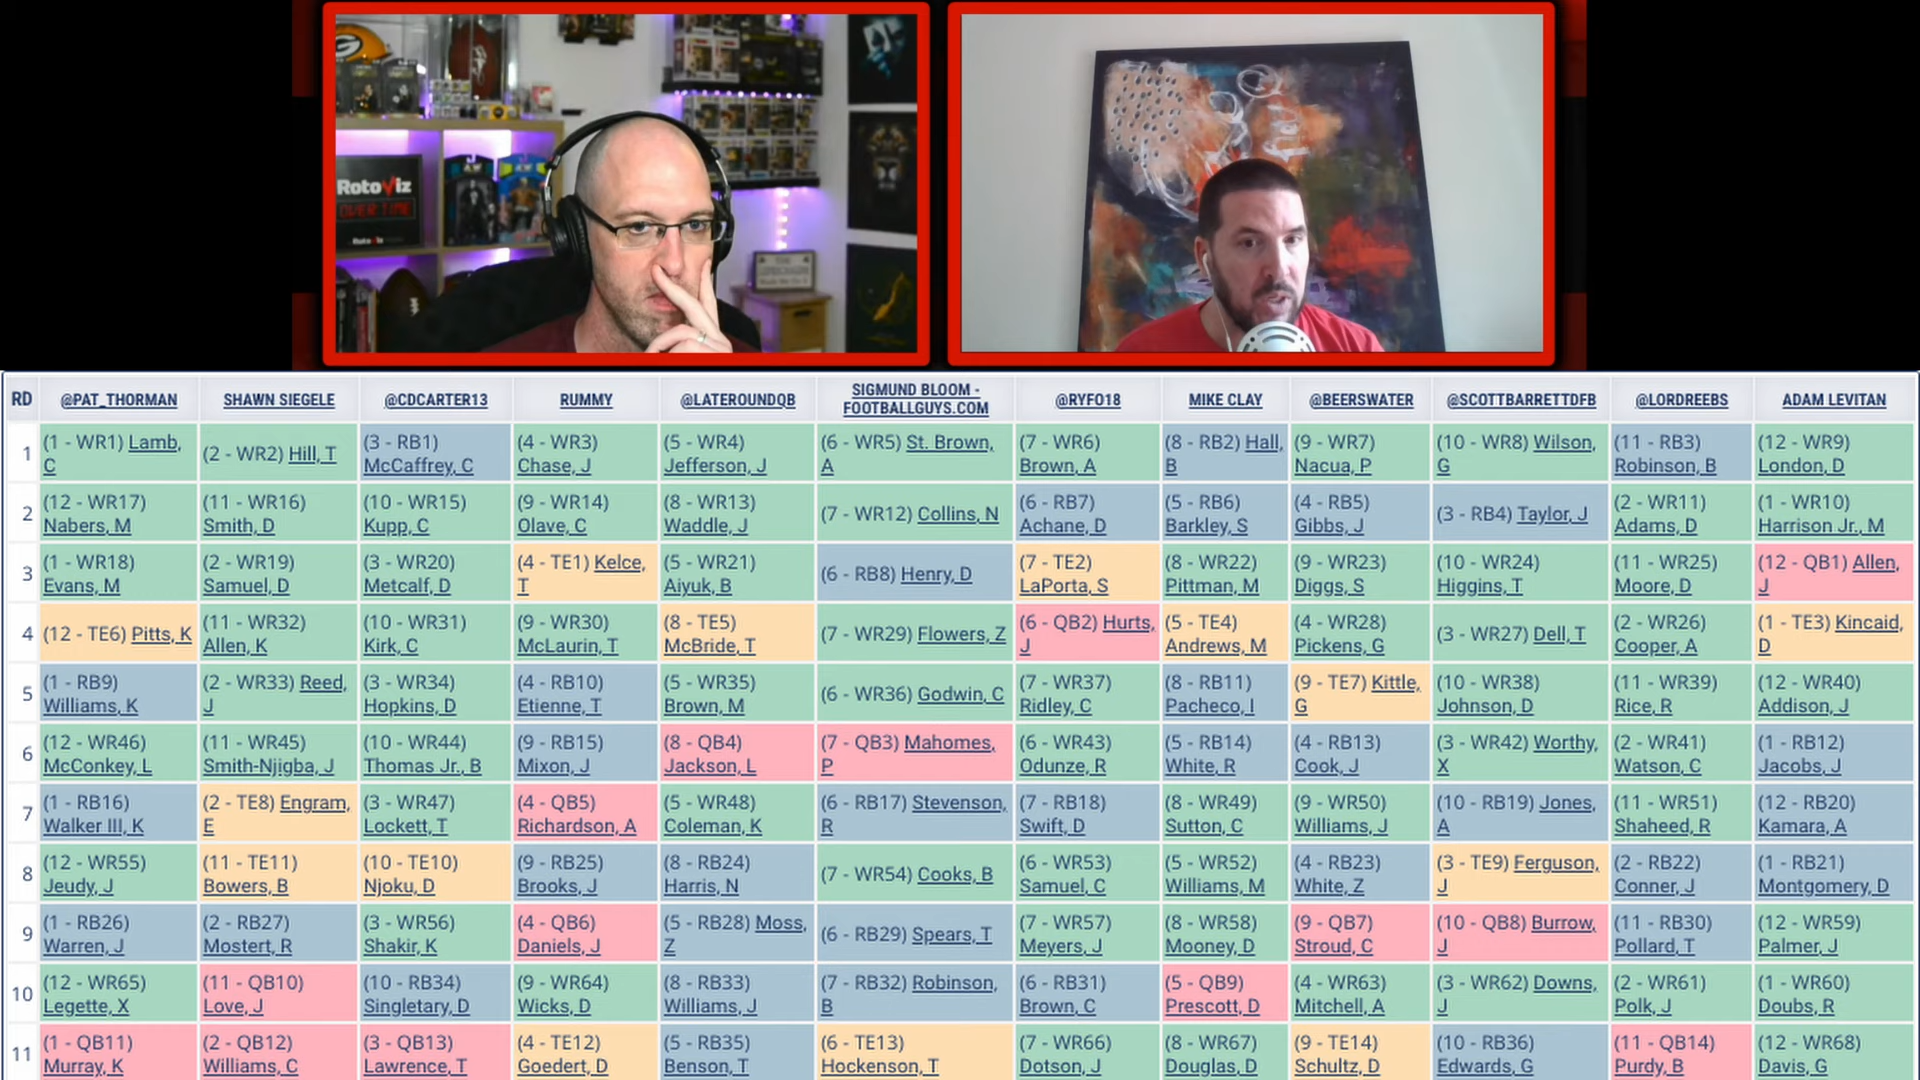 RotoViz
OVERTIME
RotoViz
RD @PAT_THORMAN SHAWN SIEGELE @CDCARTER13 RUMMY @LATEROUNDQB SIGMUND BLOOM - FOOTBALLGUYS.COM @RYFO18 MIKE CLAY @BEERSWATER @SCOTTBARRETTDFB @LORDREEBS ADAM LEVITAN
1 (1 - WR1) Lamb, C (2 - WR2) Hill, T (3 - RB1) McCaffrey, C (4 - WR3) Chase, J (5 - WR4) Jefferson, J (6 - WR5) St. Brown, A (7 - WR6) Brown, A (8 - RB2) Hall, B (9 - WR7) Nacua, P (10 - WR8) Wilson, G (11 - RB3) Robinson, B (12 - WR9) London, D
2 (12 - WR17) Nabers, M (11 - WR16) Smith, D (10 - WR15) Kupp, C (9 - WR14) Olave, C (8 - WR13) Waddle, J (7 - WR12) Collins, N (6 - RB7) Achane, D (5 - RB6) Barkley, S (4 - RB5) Gibbs, J (3 - RB4) Taylor, J (2 - WR11) Adams, D (1 - WR10) Harrison Jr., M
3 (1 - WR18) Evans, M (2 - WR19) Samuel, D (3 - WR20) Metcalf, D (4 - TE1) Kelce, T (5 - WR21) Aiyuk, B (6 - RB8) Henry, D (7 - TE2) LaPorta, S (8 - WR22) Pittman, M (9 - WR23) Diggs, S (10 - WR24) Higgins, T (11 - WR25) Moore, D (12 - QB1) Allen, J
4 (12 - TE6) Pitts, K (11 - WR32) Allen, K (10 - WR31) Kirk, C (9 - WR30) McLaurin, T (8 - TE5) McBride, T (7 - WR29) Flowers, Z (6 - QB2) Hurts, J (5 - TE4) Andrews, M (4 - WR28) Pickens, G (3 - WR27) Dell, T (2 - WR26) Cooper, A (1 - TE3) Kincaid, D
5 (1 - RB9) Williams, K (2 - WR33) Reed, J (3 - WR34) Hopkins, D (4 - RB10) Etienne, T (5 - WR35) Brown, M (6 - WR36) Godwin, C (7 - WR37) Ridley, C (8 - RB11) Pacheco, I (9 - TE7) Kittle, G (10 - WR38) Johnson, D (11 - WR39) Rice, R (12 - WR40) Addison, J
6 (12 - WR46) McConkey, L (11 - WR45) Smith-Njigba, J (10 - WR44) Thomas Jr., B (9 - RB15) Mixon, J (8 - QB4) Jackson, L (7 - QB3) Mahomes, P (6 - WR43) Odunze, R (5 - RB14) White, R (4 - RB13) Cook, J (3 - WR42) Worthy, X (2 - WR41) Watson, C (1 - RB12) Jacobs, J
7 (1 - RB16) Walker III, K (2 - TE8) Engram, E (3 - WR47) Lockett, T (4 - QB5) Richardson, A (5 - WR48) Coleman, K (6 - RB17) Stevenson, R (7 - RB18) Swift, D (8 - WR49) Sutton, C (9 - WR50) Williams, J (10 - RB19) Jones, A (11 - WR51) Shaheed, R (12 - RB20) Kamara, A
8 (12 - WR55) Jeudy, J (11 - TE11) Bowers, B (10 - TE10) Njoku, D (9 - RB25) Brooks, J (8 - RB24) Harris, N (7 - WR54) Cooks, B (6 - WR53) Samuel, C (5 - WR52) Williams, M (4 - RB23) White, Z (3 - TE9) Ferguson, J (2 - RB22) Conner, J (1 - RB21) Montgomery, D
9 (1 - RB26) Warren, J (2 - RB27) Mostert, R (3 - WR56) Shakir, K (4 - QB6) Daniels, J (5 - RB28) Moss, Z (6 - RB29) Spears, T (7 - WR57) Meyers, J (8 - WR58) Mooney, D (9 - QB7) Stroud, C (10 - QB8) Burrow, J (11 - RB30) Pollard, T (12 - WR59) Palmer, J
10 (12 - WR65) Legette, X (11 - QB10) Love, J (10 - RB34) Singletary, D (9 - WR64) Wicks, D (8 - RB33) Williams, J (7 - RB32) Robinson, B (6 - RB31) Brown, C (5 - QB9) Prescott, D (4 - WR63) Mitchell, A (3 - WR62) Downs, J (2 - WR61) Polk, J (1 - WR60) Doubs, R
11 (1 - QB11) Murray, K (2 - QB12) Williams, C (3 - QB13) Lawrence, T (4 - TE12) Goedert, D (5 - RB35) Benson, T (6 - TE13) Hockenson, T (7 - WR66) Dotson, J (8 - WR67) Douglas, D (9 - TE14) Schultz, D (10 - RB36) Edwards, G (11 - QB14) Purdy, B (12 - WR68) Davis, G